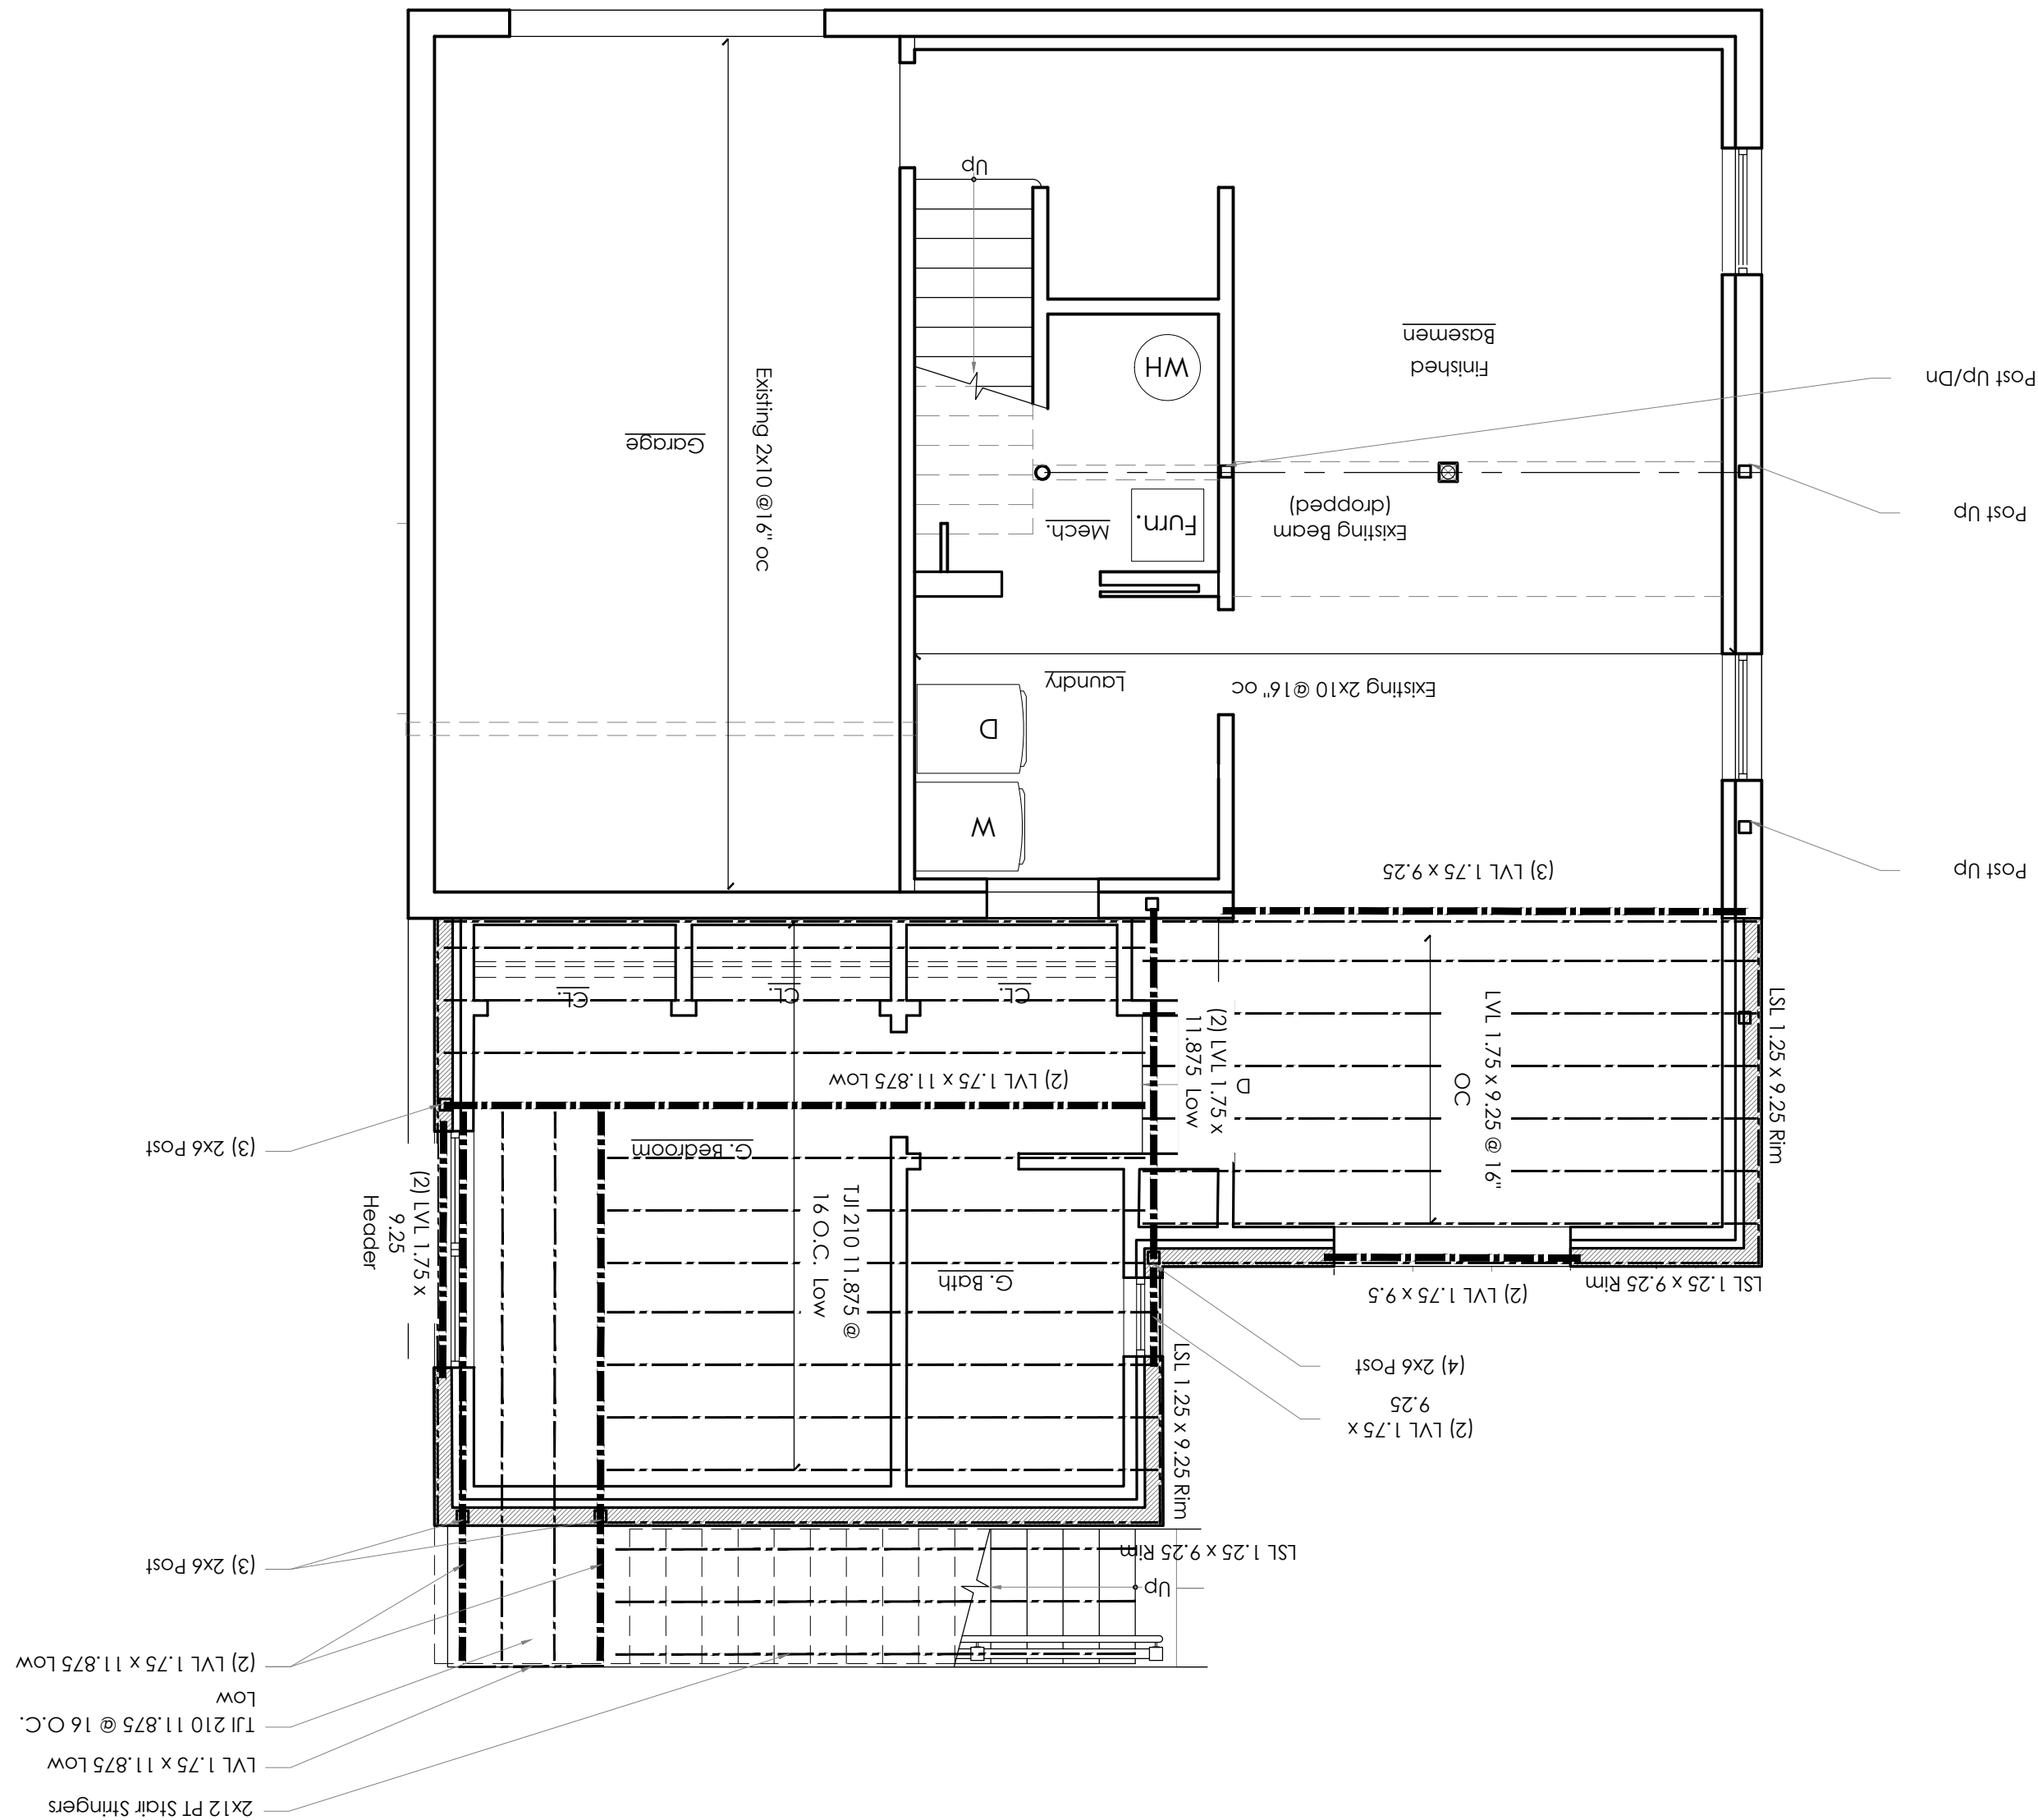 2x12 PT Stair Stringers
LVL 1.75 x 11.875 Low
TJI 210 11.875 @ 16 O.C.
Low
(2) LVL 1.75 x 11.875 Low
(3) 2x6 Post
Up
LSL 1.25 x 9.25 Rim
(2) LVL 1.75 x
9.25
(4) 2x6 Post
LSL 1.25 x 9.25 Rim
LSL 1.25 x 9.25 Rim
(2) LVL 1.75 x 9.5
G. Bath
TJI 210 11.875 @
16 O.C. Low
(2) LVL 1.75 x
9.25
Header
(3) 2x6 Post
G. Bedroom
LSL 1.25 x 9.25 Rim
LVL 1.75 x 9.25 @ 16"
OC
D
(2) LVL 1.75 x
11.875 Low
(2) LVL 1.75 x 11.875 Low
CL.
CL.
CL.
Post Up
(3) LVL 1.75 x 9.25
W
D
Existing 2x10 @16" oc
Laundry
Post Up
Existing Beam
(dropped)
Furn.
Mech.
Existing 2x10 @16" oc
Garage
Post Up/Dn
Finished
Basemen
WH
Up